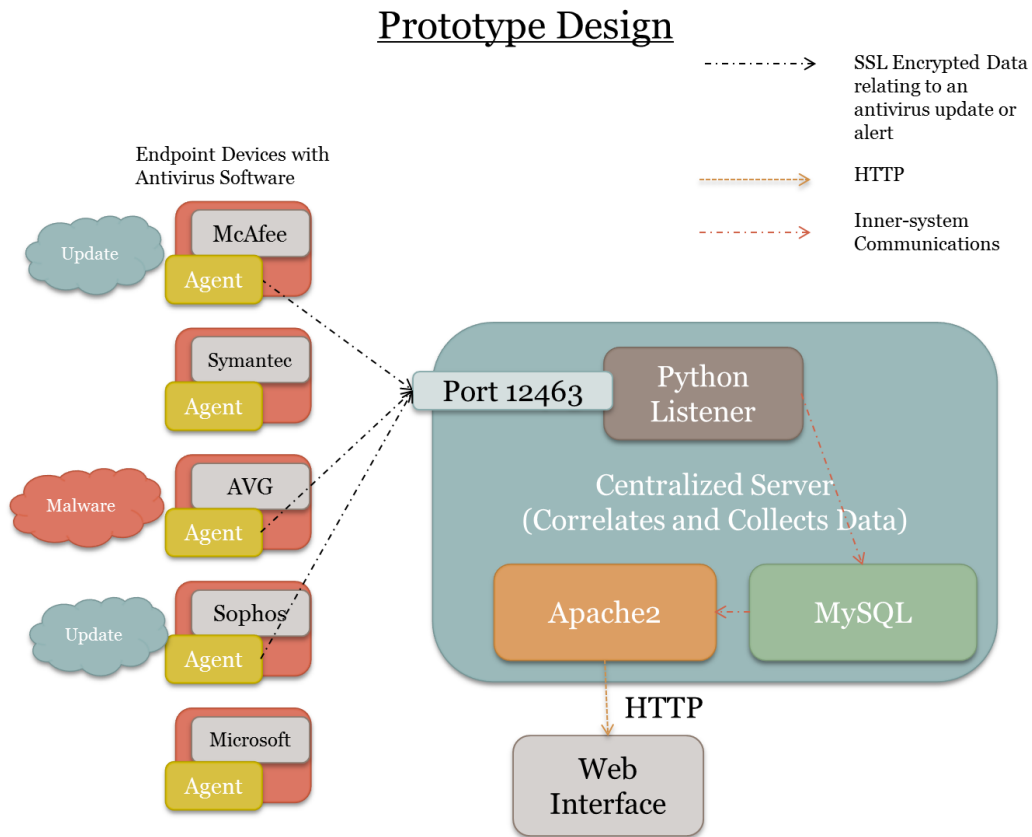 Prototype Design
SSL Encrypted Data
relating to an
antivirus update or
alert
HTTP
Inner-system
Communications
Endpoint Devices with
Antivirus Software
Update
McAfee
Agent
Symantec
Agent
Malware
AVG
Agent
Update
Sophos
Agent
Microsoft
Agent
Port 12463
Python
Listener
Centralized Server
(Correlates and Collects Data)
Apache2
MySQL
HTTP
Web
Interface